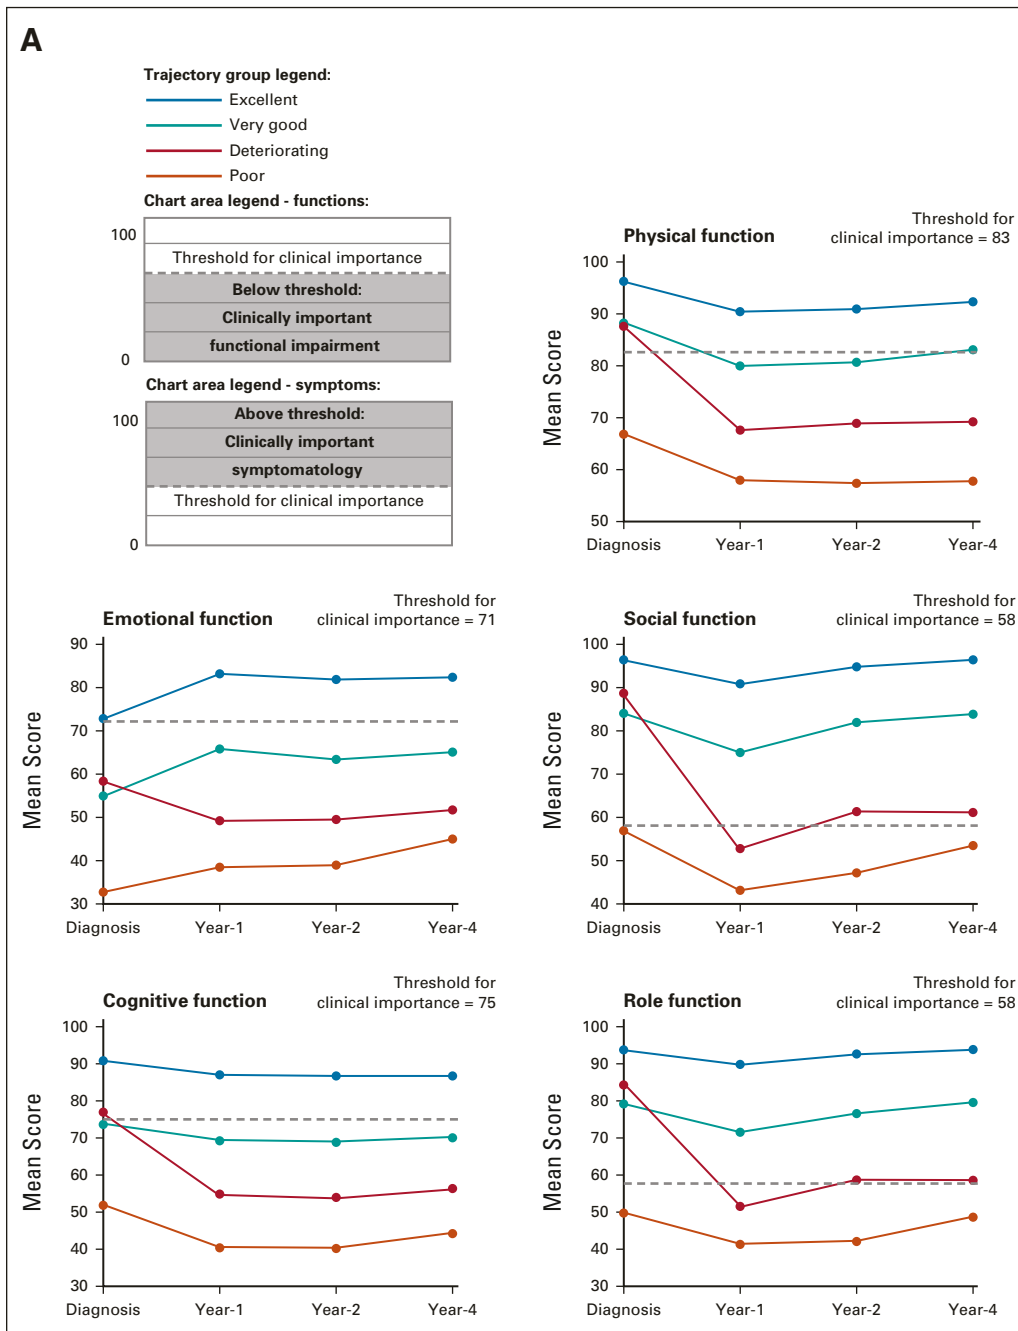 A
Trajectory group legend:
Excellent
Very good
Deteriorating
Poor
Chart area legend - functions:
100
Threshold for clinical importance
Below threshold:
Clinically important
functional impairment
0
Chart area legend - symptoms:
100
Above threshold:
Clinically important
symptomatology
Threshold for clinical importance
0
Physical function
Threshold for
clinical importance = 83
Mean Score
100
90
80
70
60
50
Diagnosis Year-1 Year-2 Year-4
Emotional function
Threshold for
clinical importance = 71
Mean Score
90
80
70
60
50
40
30
Diagnosis Year-1 Year-2 Year-4
Social function
Threshold for
clinical importance = 58
Mean Score
100
90
80
70
60
50
40
Diagnosis Year-1 Year-2 Year-4
Cognitive function
Threshold for
clinical importance = 75
Mean Score
100
90
80
70
60
50
40
30
Diagnosis Year-1 Year-2 Year-4
Role function
Threshold for
clinical importance = 58
Mean Score
100
90
80
70
60
50
40
30
Diagnosis Year-1 Year-2 Year-4